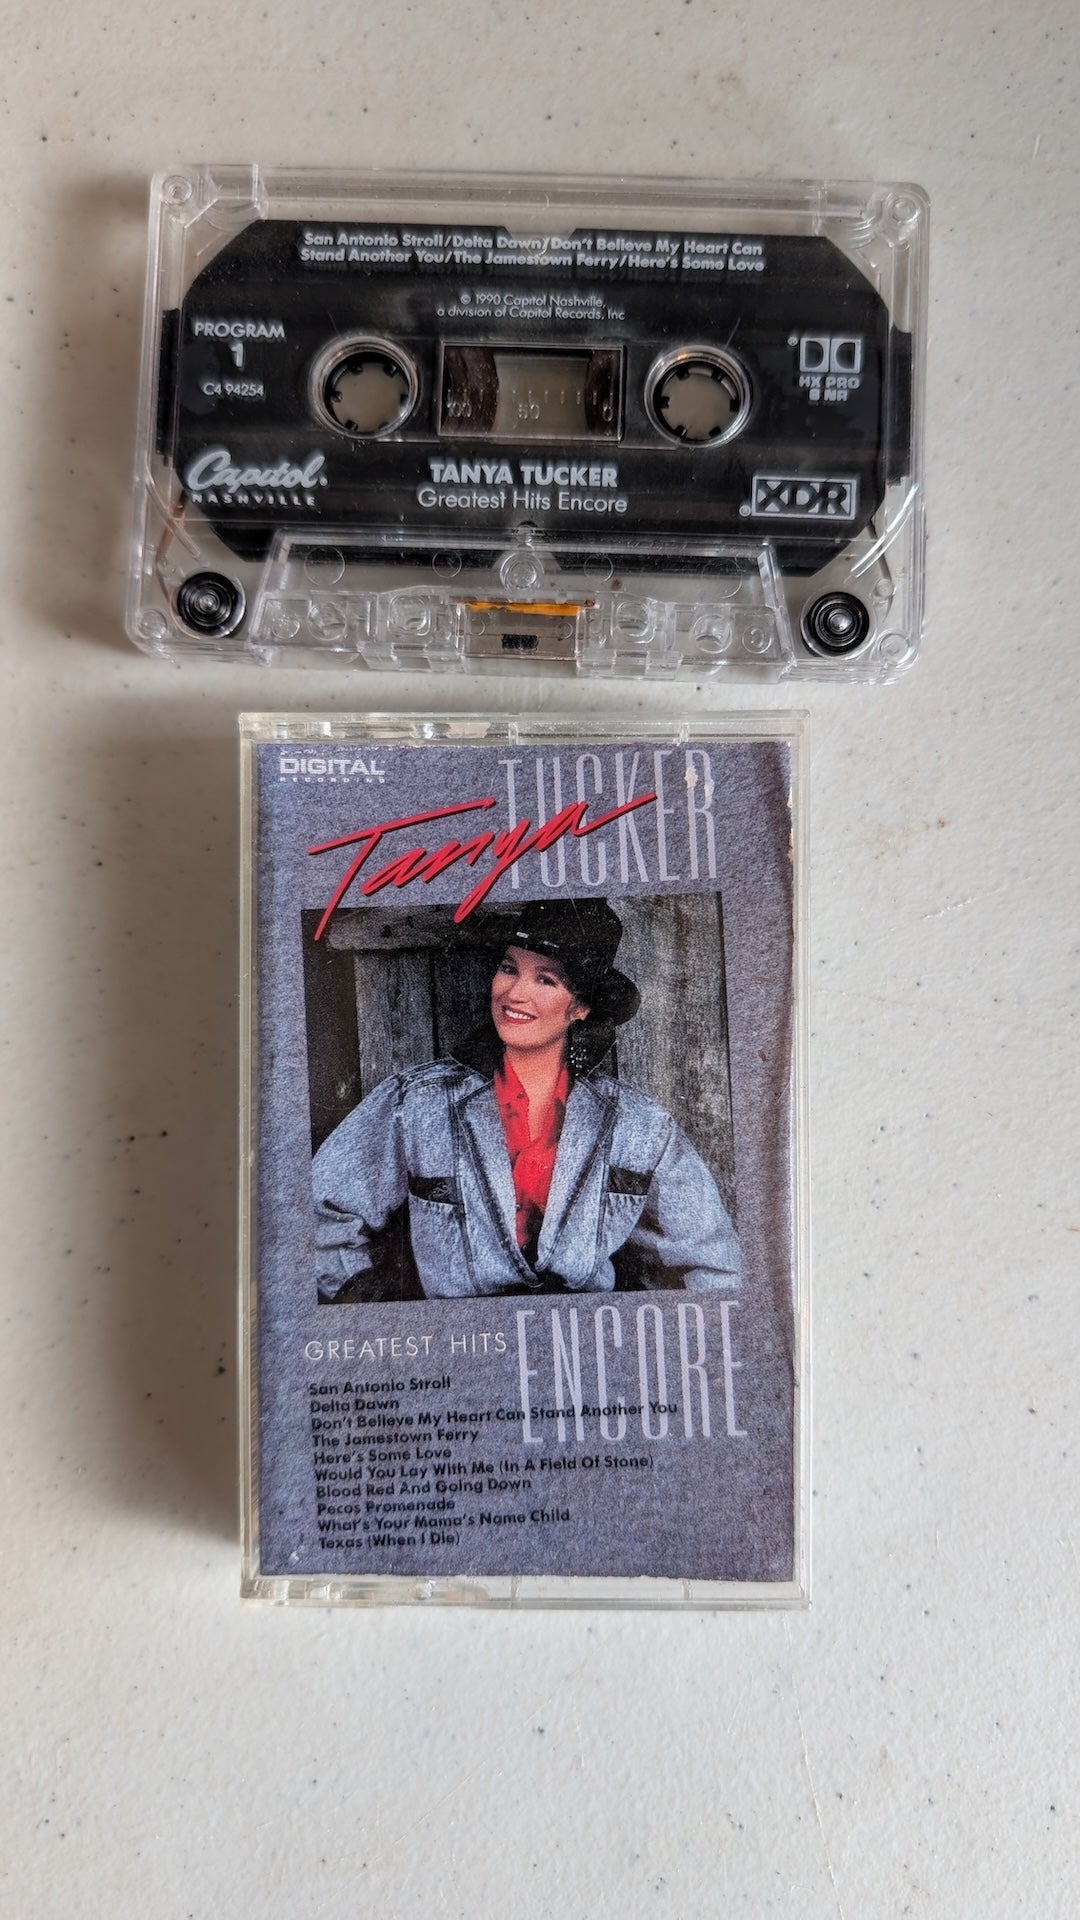 San Antonio Stroll/Delta Dawn/Don't Believe My Heart Can
Stand Another You/The Jamestown Ferry/Here's Some Love
© 1990 Capitol Nashville,
a division of Capitol Records, Inc
PROGRAM
1
C4 94254
HX PRO
B NR
100 50 0
Capitol®
NASHVILLE
TANYA TUCKER
Greatest Hits Encore
® XDR
DIGITAL
RECORDING
TUCKER
Tanya
GREATEST HITS
ENCORE
San Antonio Stroll
Delta Dawn
Don't Believe My Heart Can Stand Another You
The Jamestown Ferry
Here's Some Love
Would You Lay With Me (In A Field Of Stone)
Blood Red And Going Down
Pecos Promenade
What's Your Mama's Name Child
Texas (When I Die)